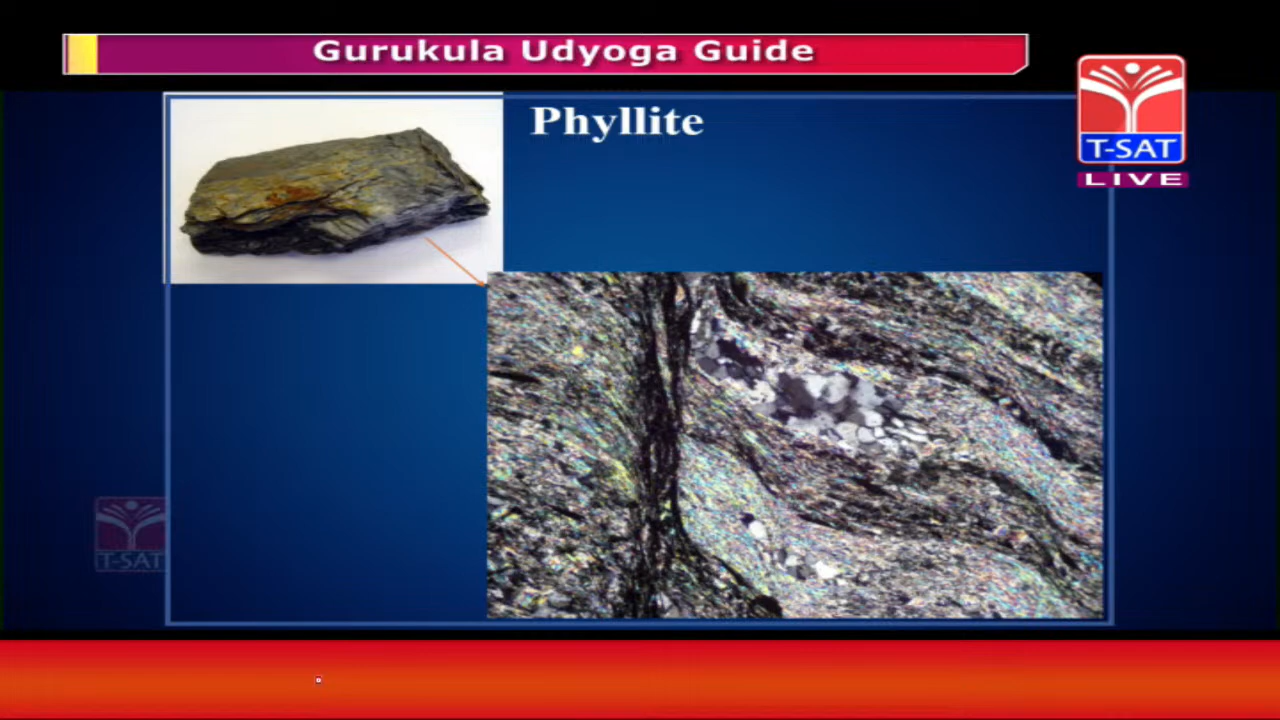 Gurukula Udyoga Guide
Phyllite
T-SAT
LIVE
T-SAT